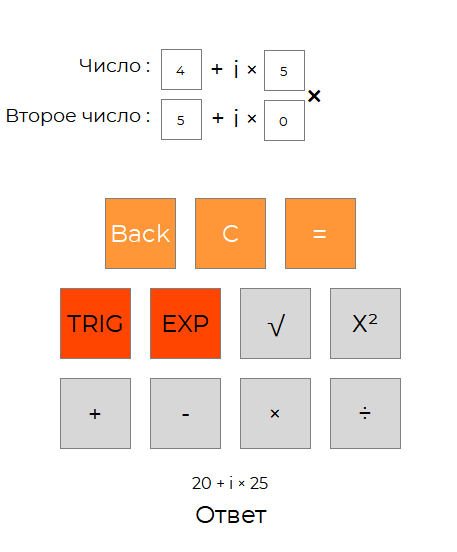 Число : 4 + i × 5
×
Второе число : 5 + i × 0
Back C =
TRIG EXP √ X²
+ - × ÷
20 + i × 25
Ответ